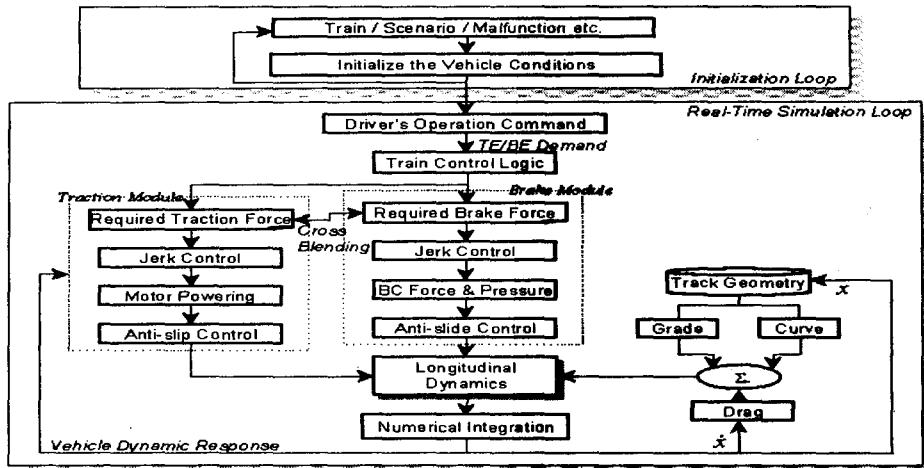 Train / Scenario / Malfunction etc.
Initialize the Vehicle Conditions
Initialization Loop
Real-Time Simulation Loop
Driver's Operation Command
TE/BE Demand
Train Control Logic
Traction Module
Brake Module
Required Traction Force
Required Brake Force
Cross
Blending
Jerk Control
Jerk Control
Motor Powering
BC Force & Pressure
Anti-slip Control
Anti-slide Control
Track Geometry
x
Grade
Curve
Longitudinal
Dynamics
Σ
Drag
Numerical Integration
ẋ
Vehicle Dynamic Response